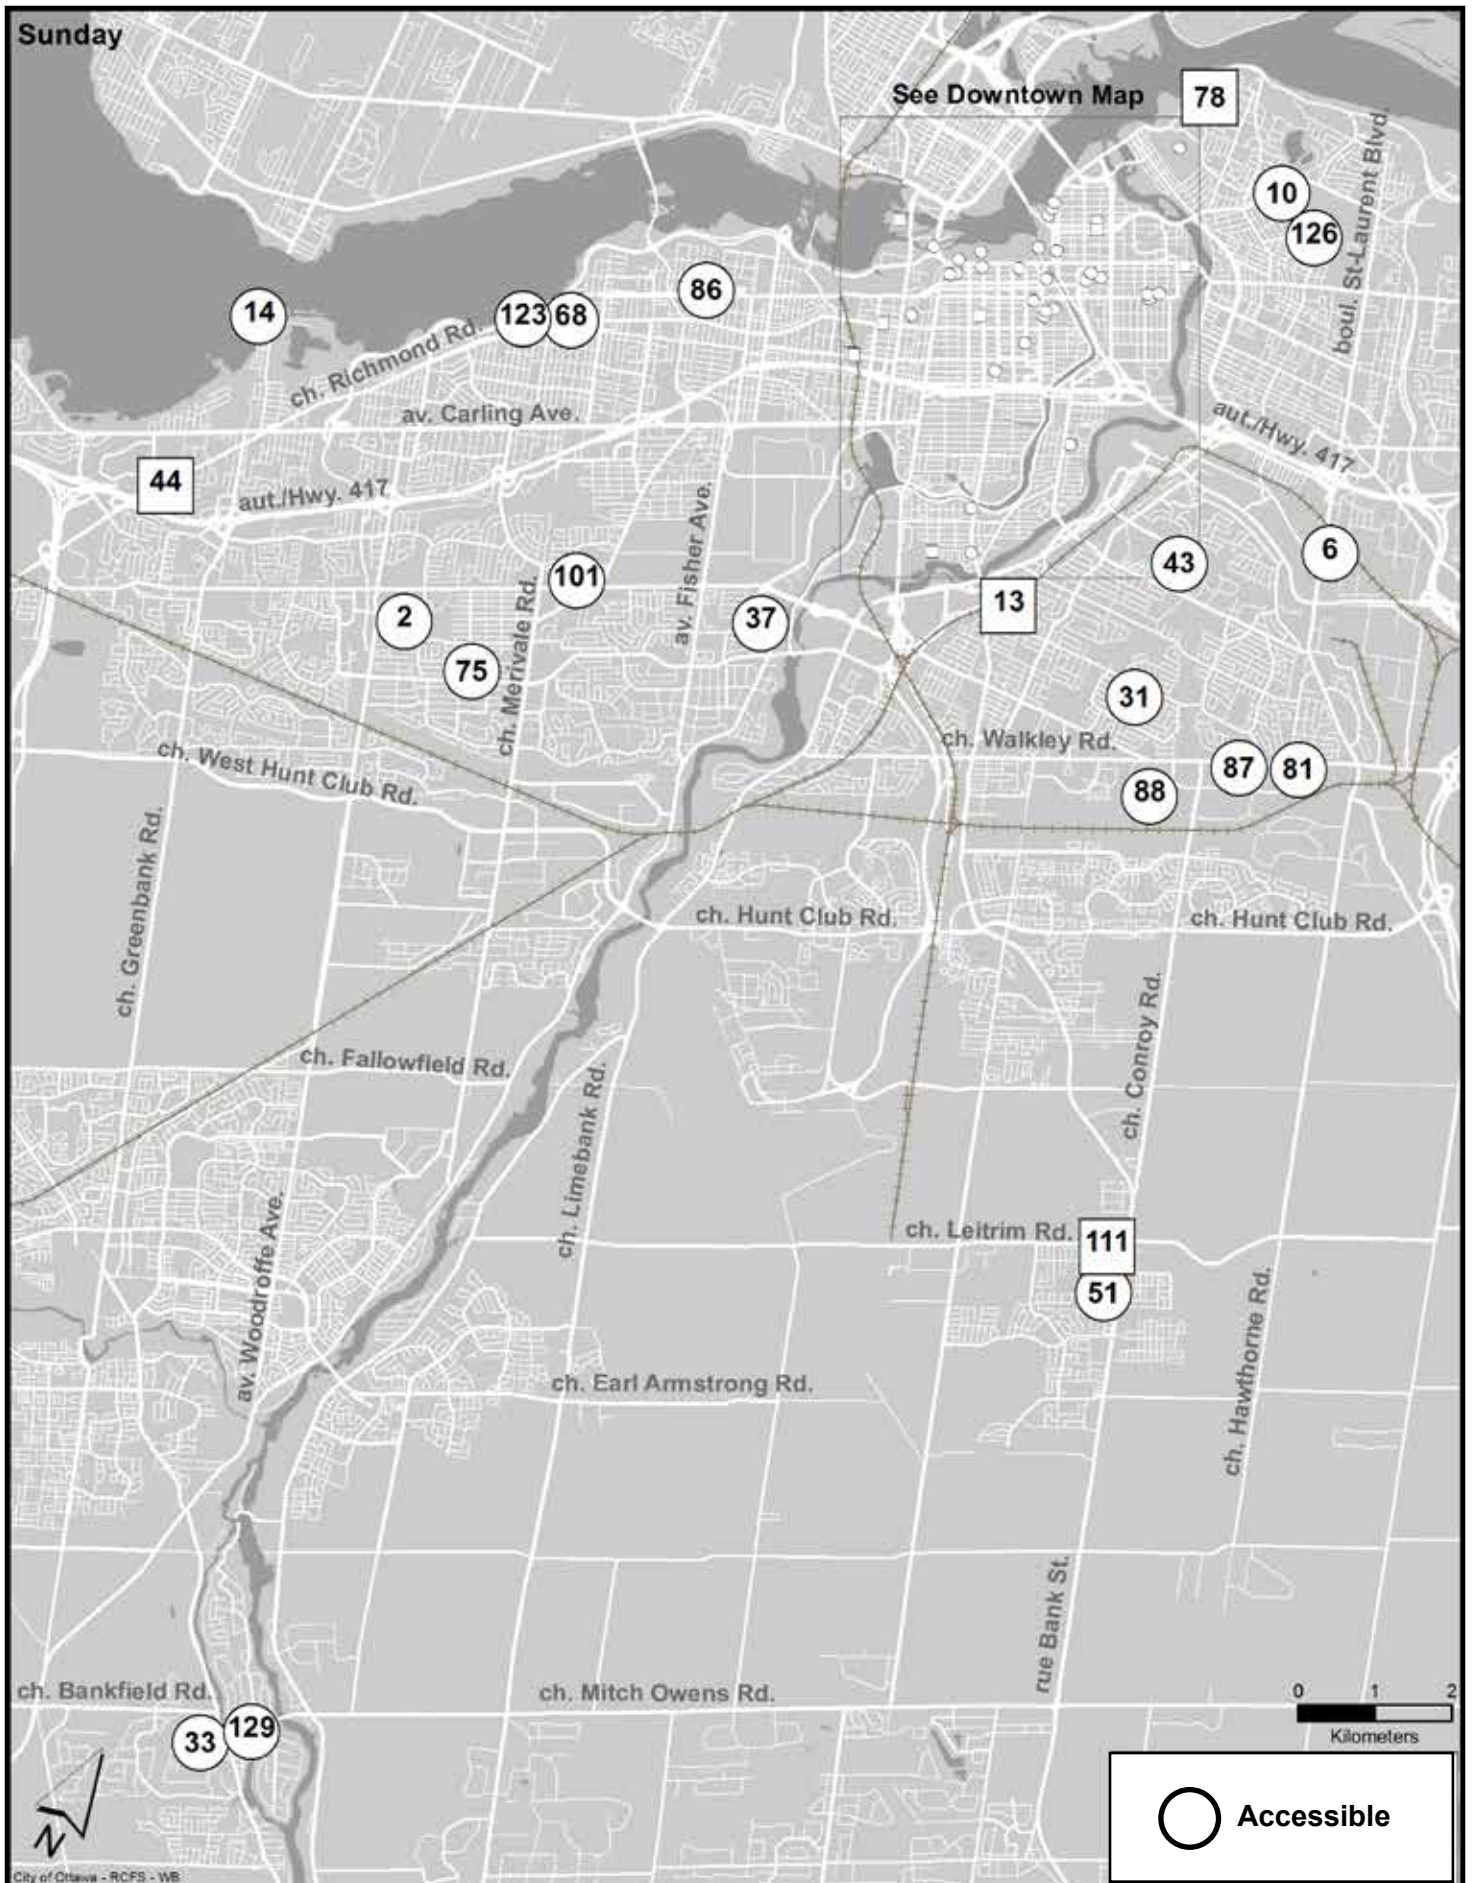 Sunday
See Downtown Map
78
10
126
boul. St-Laurent Blvd.
14
123
68
86
ch. Richmond Rd.
av. Carling Ave.
aut./Hwy. 417
44
aut./Hwy. 417
av. Fisher Ave.
43
6
101
2
37
13
75
ch. Merivale Rd.
31
ch. Walkley Rd.
87
81
88
ch. West Hunt Club Rd.
ch. Greenbank Rd.
ch. Hunt Club Rd.
ch. Hunt Club Rd.
ch. Conroy Rd.
ch. Fallowfield Rd.
ch. Limebank Rd.
ch. Leitrim Rd.
111
51
av. Woodroffe Ave.
ch. Hawthorne Rd.
ch. Earl Armstrong Rd.
rue Bank St.
ch. Bankfield Rd.
ch. Mitch Owens Rd.
0 1 2
Kilometers
33
129
Accessible
N
City of Ottawa - RCFS - WB